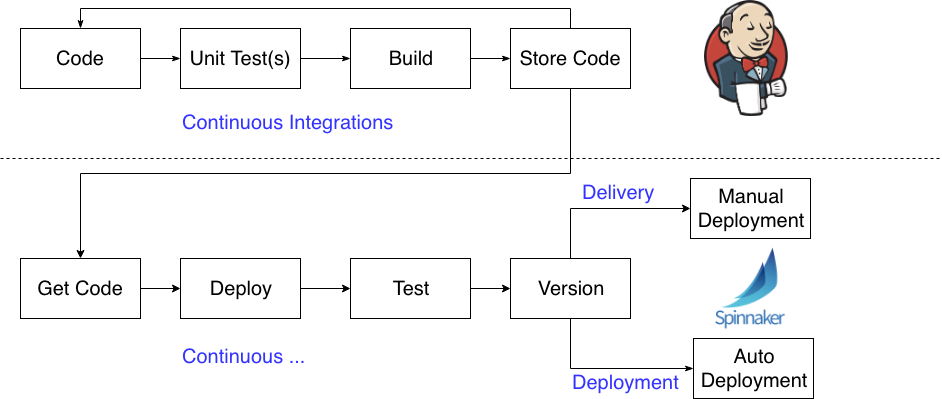 Code
Unit Test(s)
Build
Store Code
Continuous Integrations
Delivery
Manual
Deployment
Get Code
Deploy
Test
Version
Spinnaker
Continuous ...
Deployment
Auto
Deployment